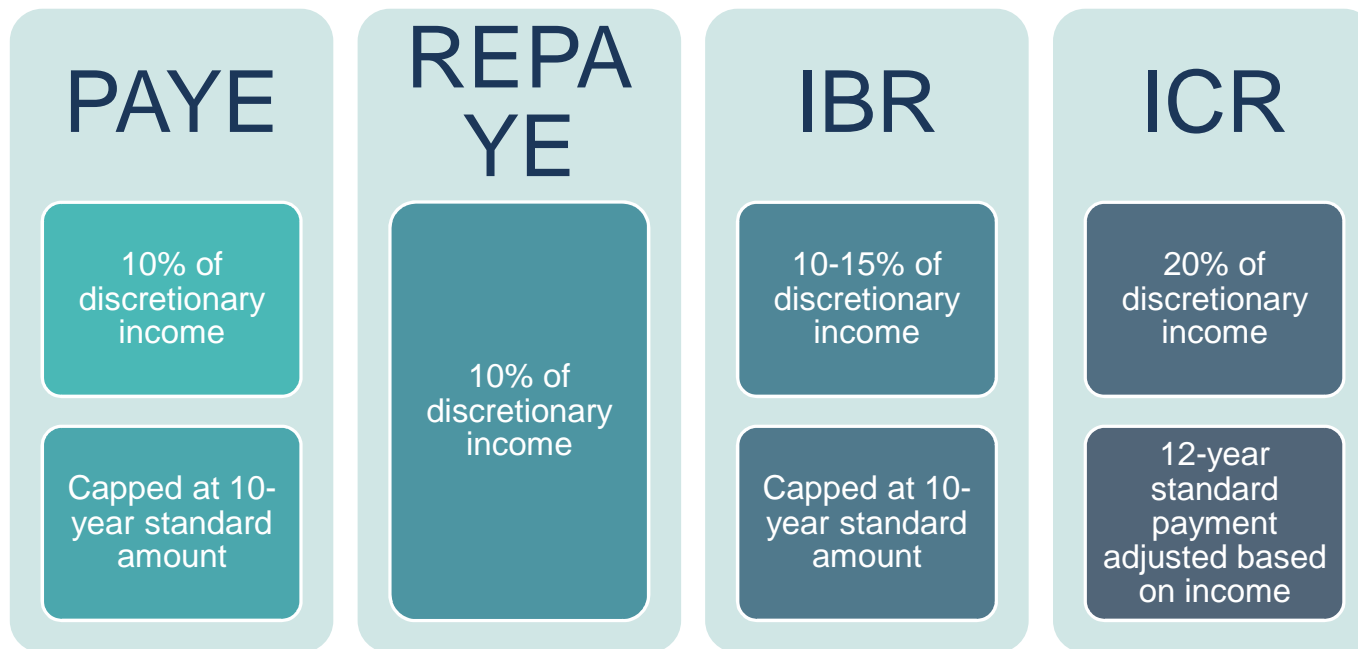 PAYE
10% of
discretionary
income
Capped at 10-
year standard
amount
REPA
YE
10% of
discretionary
income
IBR
10-15% of
discretionary
income
Capped at 10-
year standard
amount
ICR
20% of
discretionary
income
12-year
standard
payment
adjusted based
on income